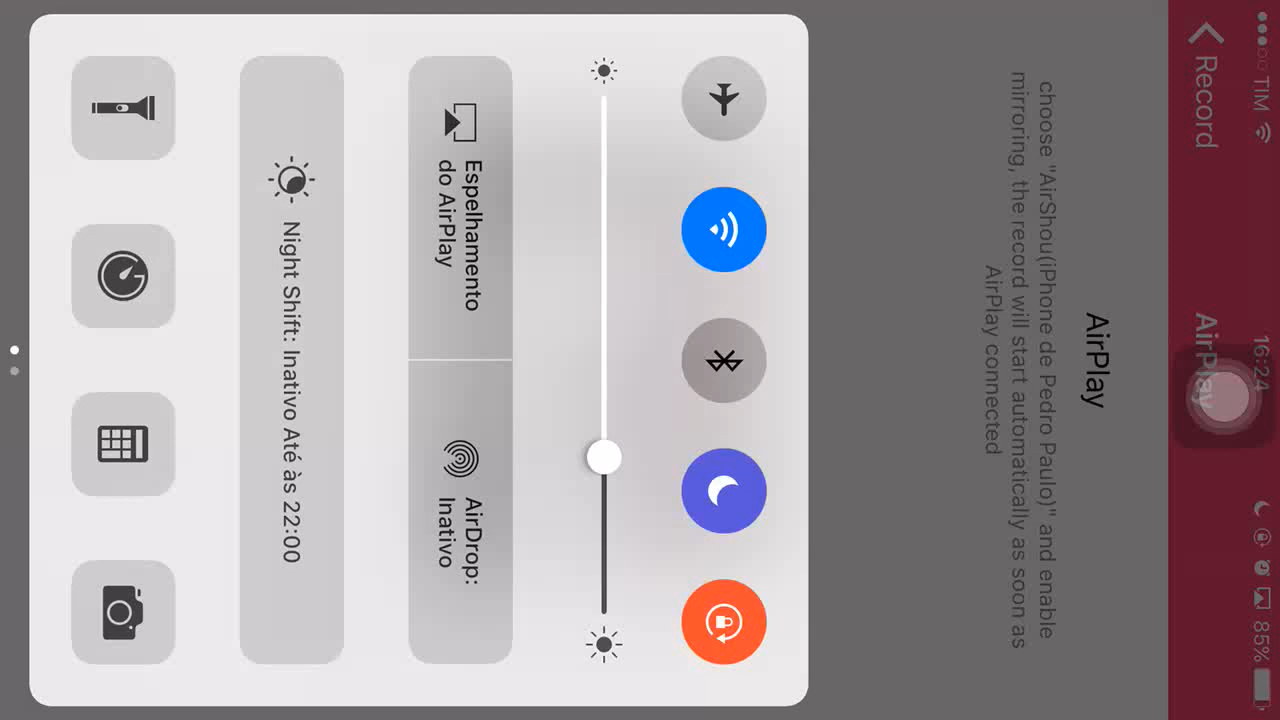 TIM 16:24 85%
Record AirPlay
AirPlay
choose "AirShou(iPhone de Pedro Paulo)" and enable
mirroring, the record will start automatically as soon as
AirPlay connected
Espelhamento
do AirPlay
AirDrop:
Inativo
Night Shift: Inativo Até às 22:00